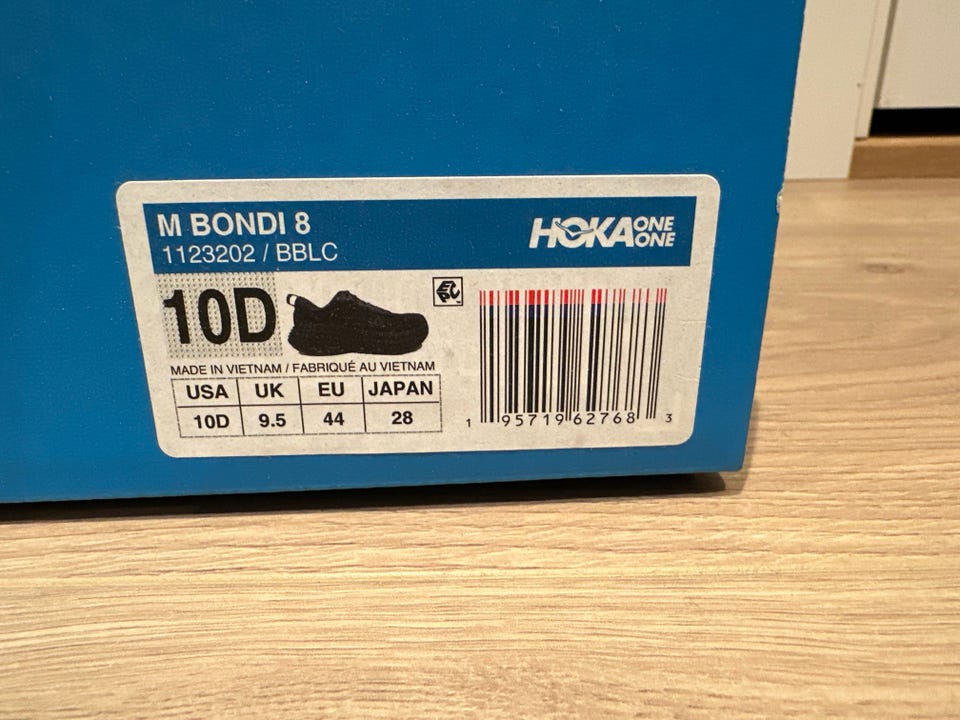 M BONDI 8
1123202 / BBLC
HOKA ONE ONE
10D
EPC
MADE IN VIETNAM / FABRIQUÉ AU VIETNAM
USA UK EU JAPAN
10D 9.5 44 28
1 95719 62768 3